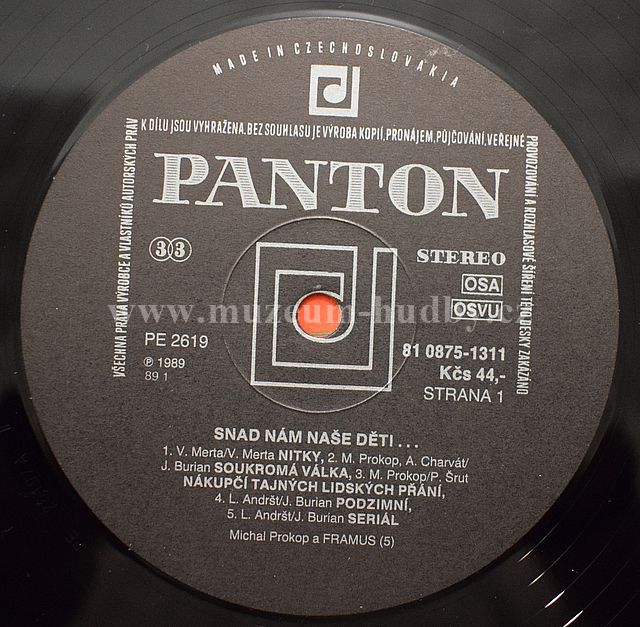 MADE IN CZECHOSLOVAKIA
VŠECHNA PRÁVA VÝROBCE A VLASTNÍKŮ AUTORSKÝCH PRÁV
K DÍLU JSOU VYHRAŽENA. BEZ SOUHLASU JE VÝROBA KOPIÍ, PRONÁJEM, PŮJČOVÁNÍ, VEŘEJNÉ
PROVOZOVÁNÍ A ROZHLASOVÉ ŠÍŘENÍ TÉTO DESKY ZAKÁZÁNO
PANTON
33
STEREO
OSA
OSVU
www.muzeum-hudby.cz
PE 2619
℗ 1989
89 1
81 0875-1311
Kčs 44,-
STRANA 1
SNAD NÁM NAŠE DĚTI . . .
1. V. Merta/V. Merta NITKY, 2. M. Prokop, A. Charvát/
J. Burian SOUKROMÁ VÁLKA, 3. M. Prokop/P. Šrut
NÁKUPČÍ TAJNÝCH LIDSKÝCH PŘÁNÍ,
4. L. Andršt/J. Burian PODZIMNÍ,
5. L. Andršt/J. Burian SERIÁL
Michal Prokop a FRAMUS (5)